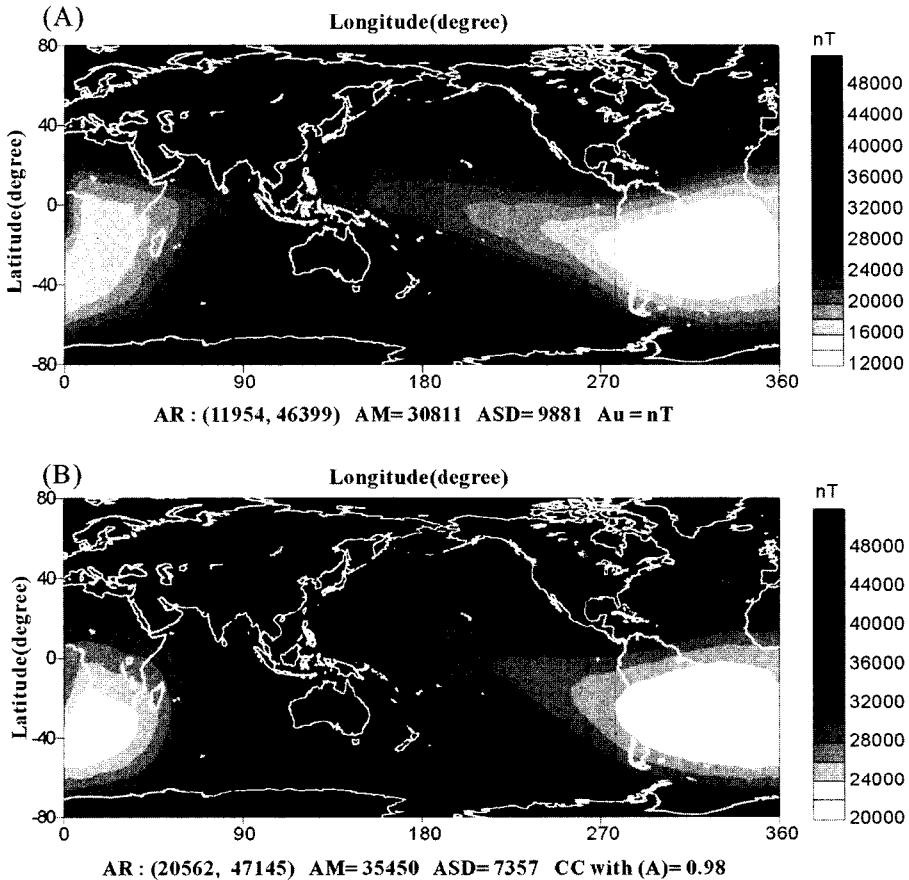 (A)
Longitude(degree)
nT
80
40
0
-40
-80
Latitude(degree)
0 90 180 270 360
48000
44000
40000
36000
32000
28000
24000
20000
16000
12000
AR : (11954, 46399) AM= 30811 ASD= 9881 Au = nT
(B)
Longitude(degree)
nT
80
40
0
-40
-80
Latitude(degree)
0 90 180 270 360
48000
44000
40000
36000
32000
28000
24000
20000
AR : (20562, 47145) AM= 35450 ASD= 7357 CC with (A)= 0.98